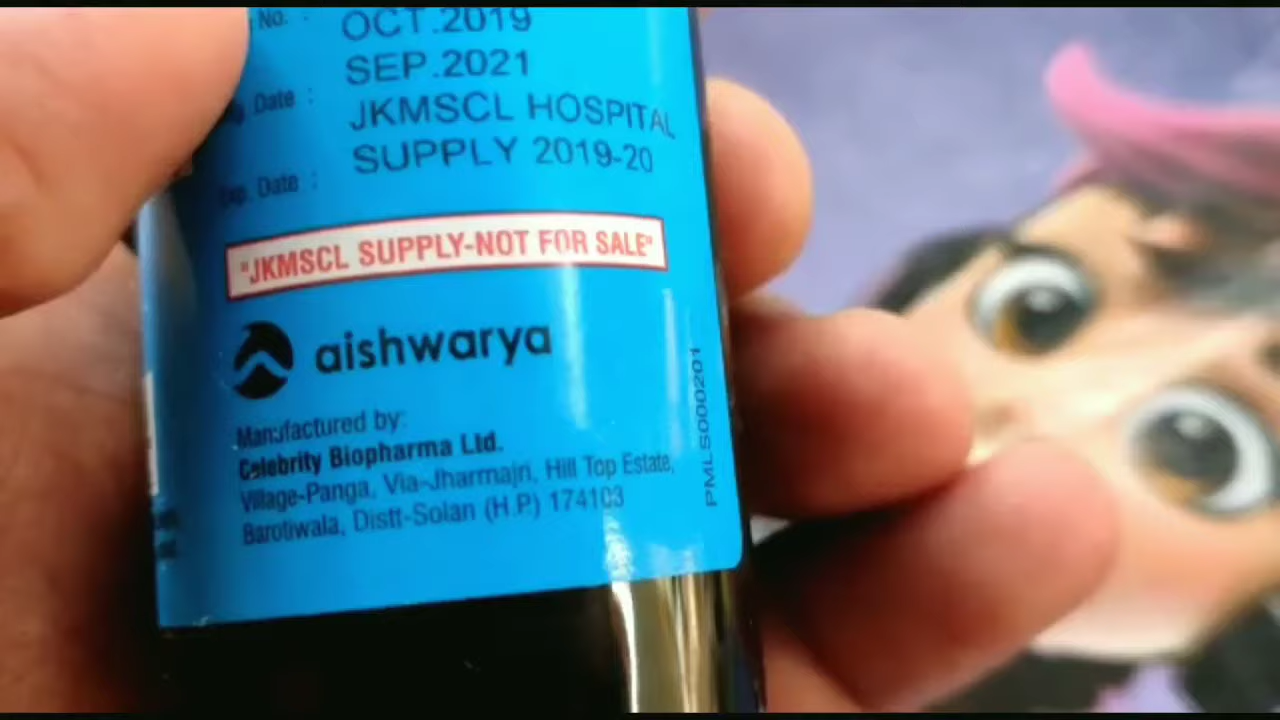 No. :
OCT.2019
SEP.2021
Date :
JKMSCL HOSPITAL
SUPPLY 2019-20
Exp. Date :
"JKMSCL SUPPLY-NOT FOR SALE"
aishwarya
Manufactured by:
Celebrity Biopharma Ltd.
Village-Panga, Via-Jharmajri, Hill Top Estate,
Barotiwala, Distt-Solan (H.P.) 174103
PMLS000201